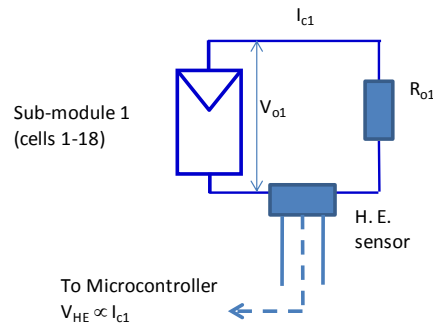 I_c1
R_o1
V_o1
Sub-module 1
(cells 1-18)
H. E.
sensor
To Microcontroller
V_HE ∝ I_c1